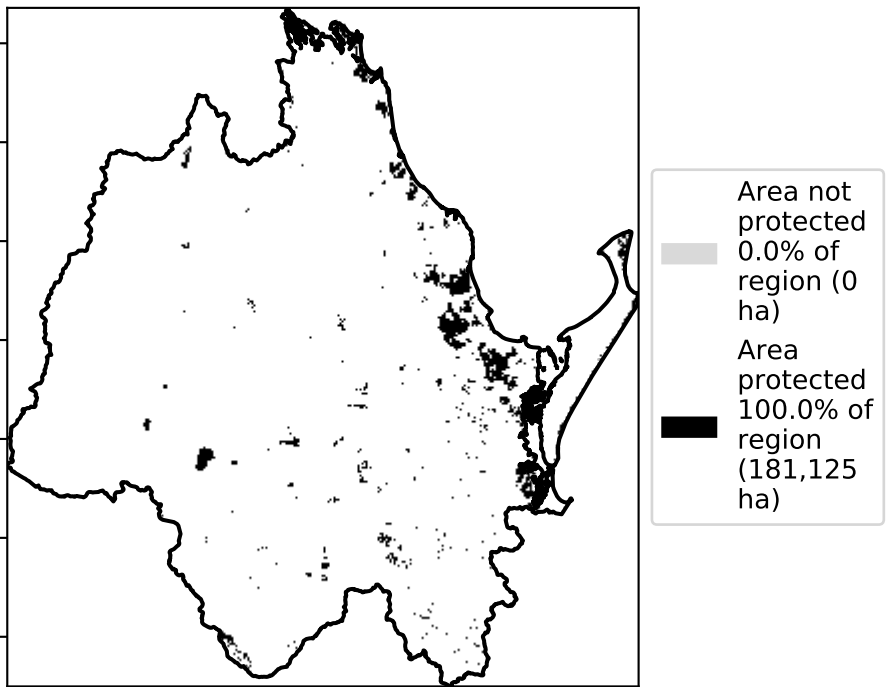 Area not
protected
0.0% of
region (0
ha)
Area
protected
100.0% of
region
(181,125
ha)